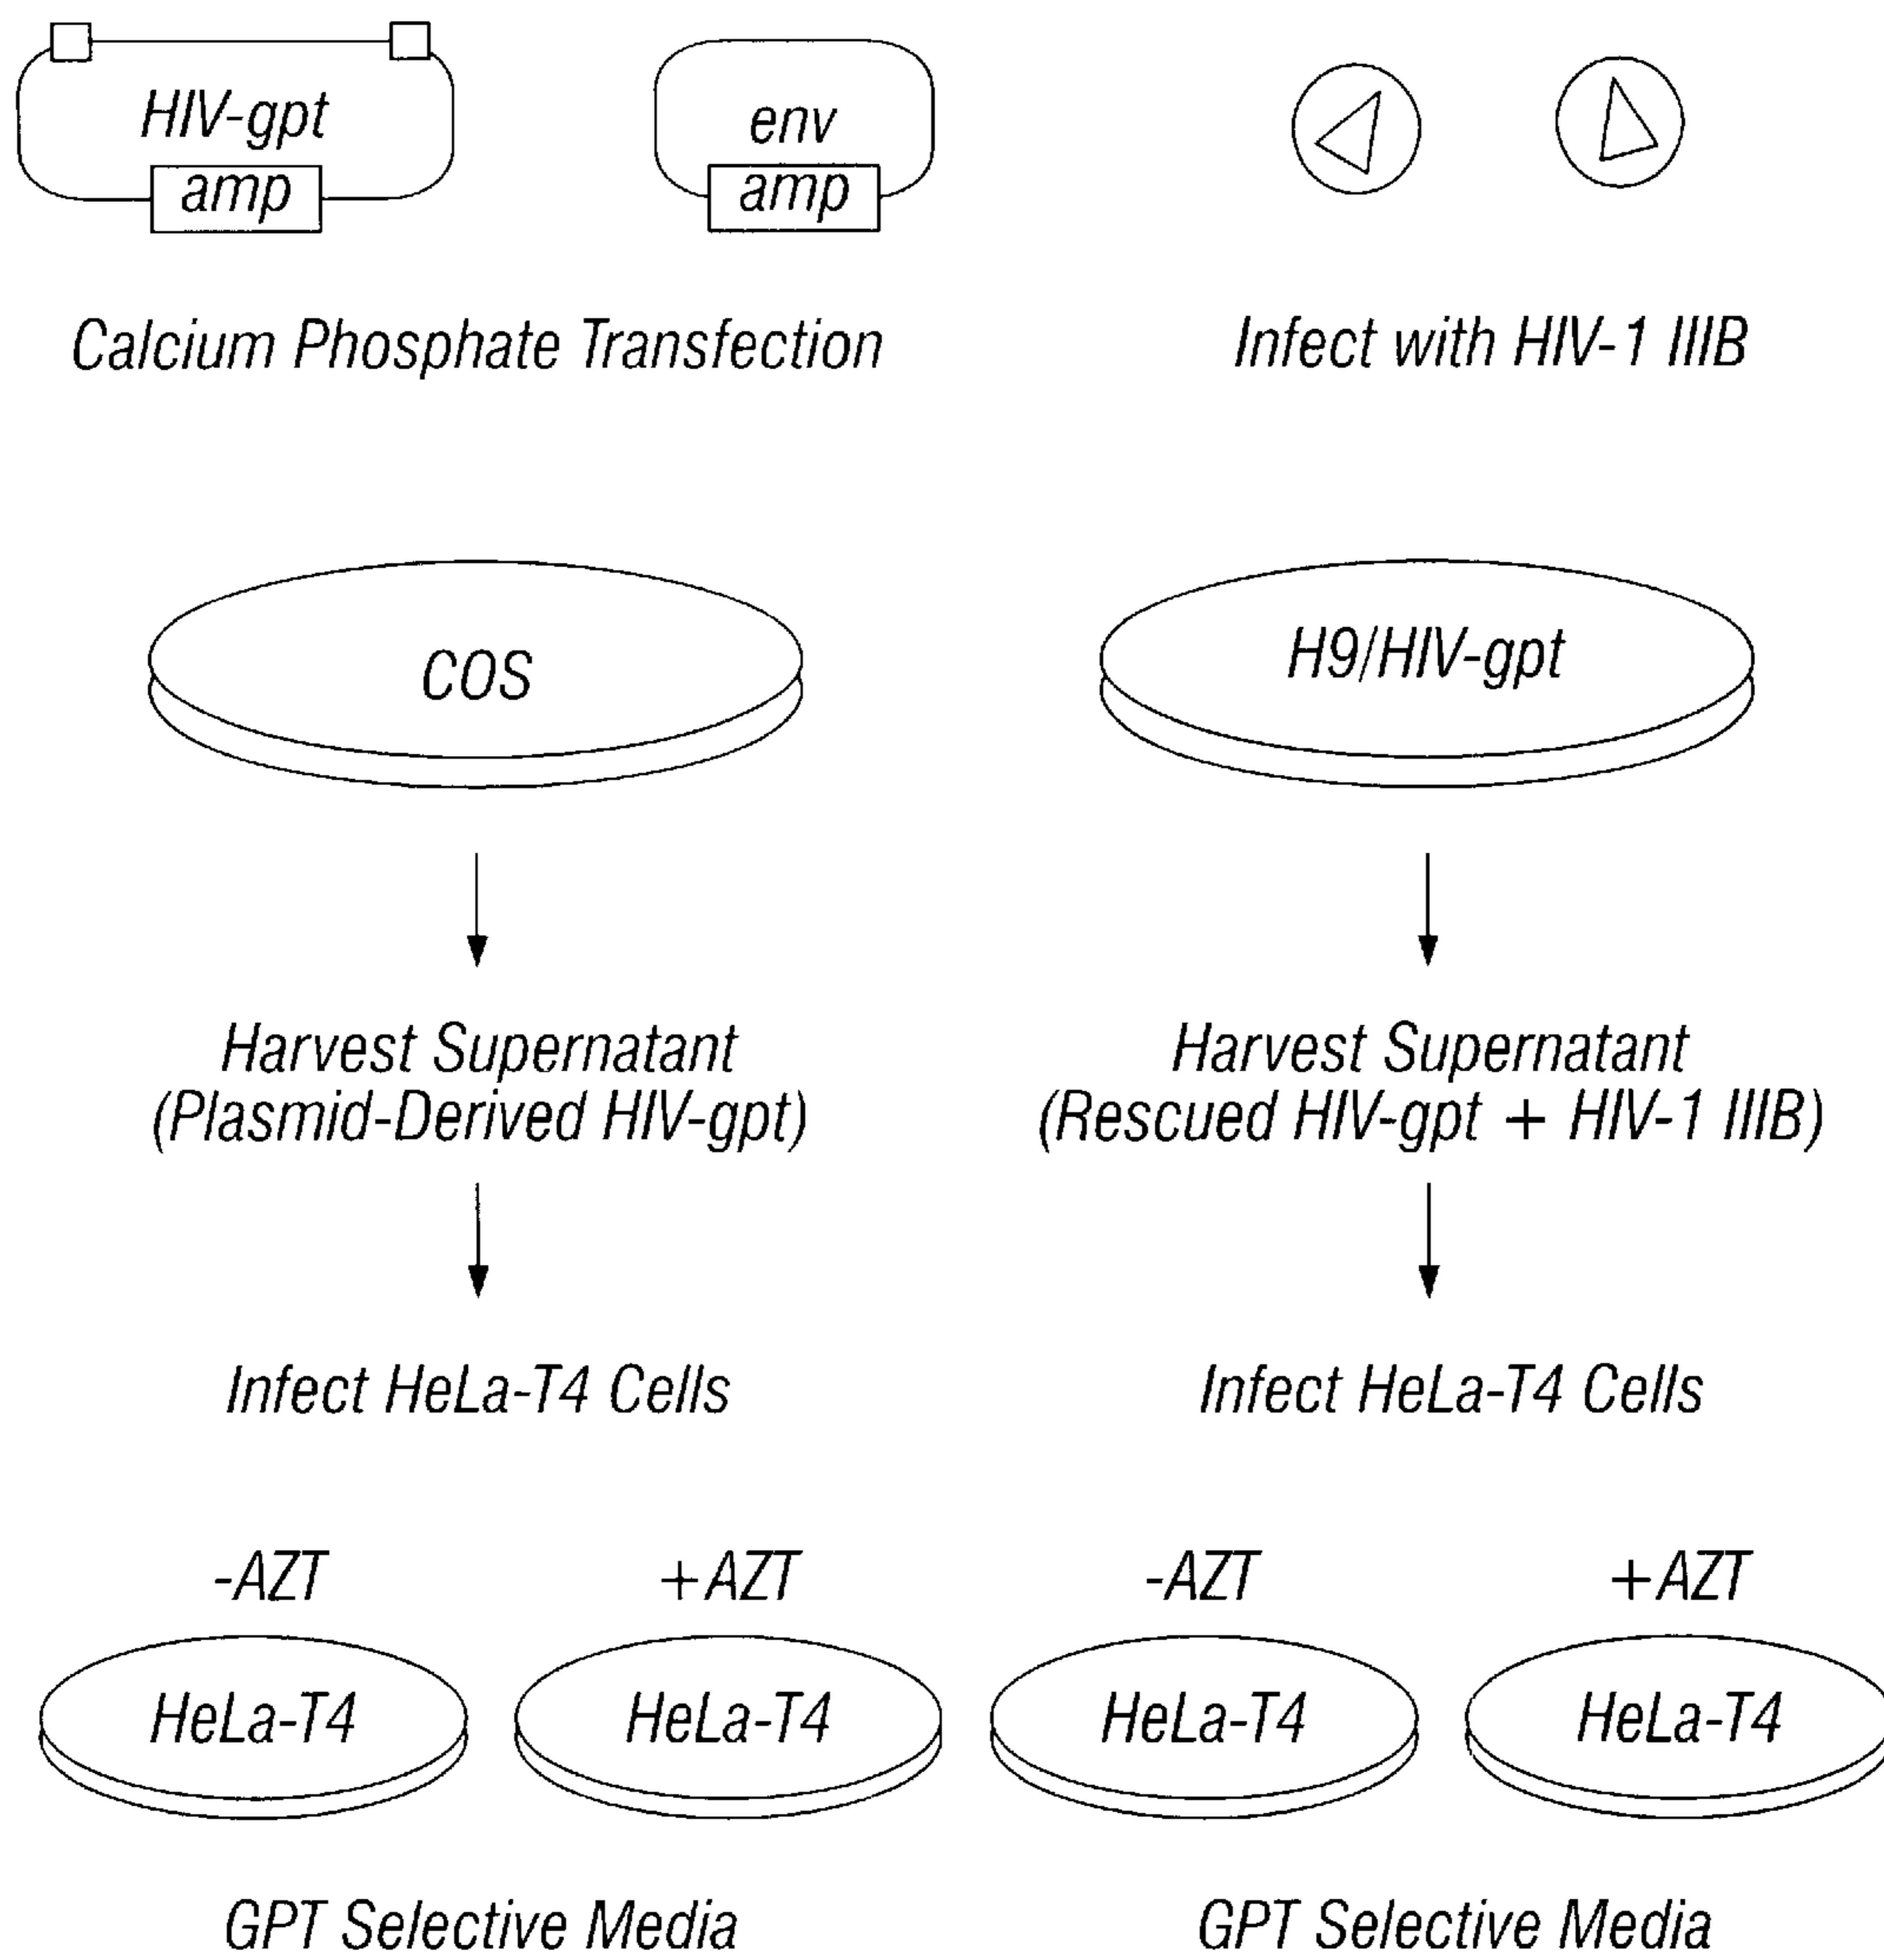 HIV-gpt
amp
env
amp
Calcium Phosphate Transfection
Infect with HIV-1 IIIB
COS
H9/HIV-gpt
Harvest Supernatant
(Plasmid-Derived HIV-gpt)
Harvest Supernatant
(Rescued HIV-gpt + HIV-1 IIIB)
Infect HeLa-T4 Cells
Infect HeLa-T4 Cells
-AZT
+AZT
-AZT
+AZT
HeLa-T4
HeLa-T4
HeLa-T4
HeLa-T4
GPT Selective Media
GPT Selective Media